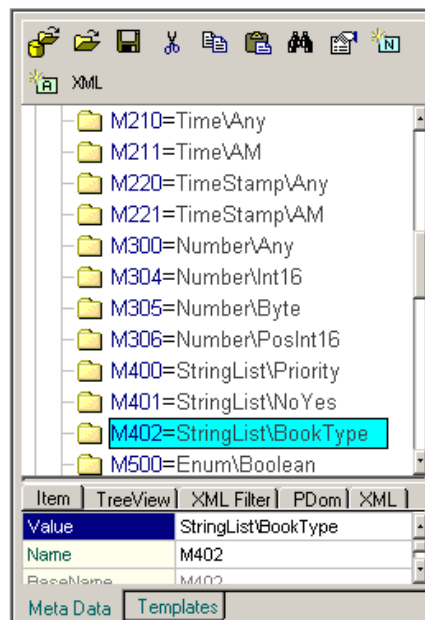 N
A XML
M210=Time\Any
M211=Time\AM
M220=TimeStamp\Any
M221=TimeStamp\AM
M300=Number\Any
M304=Number\Int16
M305=Number\Byte
M306=Number\PosInt16
M400=StringList\Priority
M401=StringList\NoYes
M402=StringList\BookType
M500=Enum\Boolean
Item TreeView XML Filter PDom XML
Value StringList\BookType
Name M402
BaseName M402
Meta Data Templates